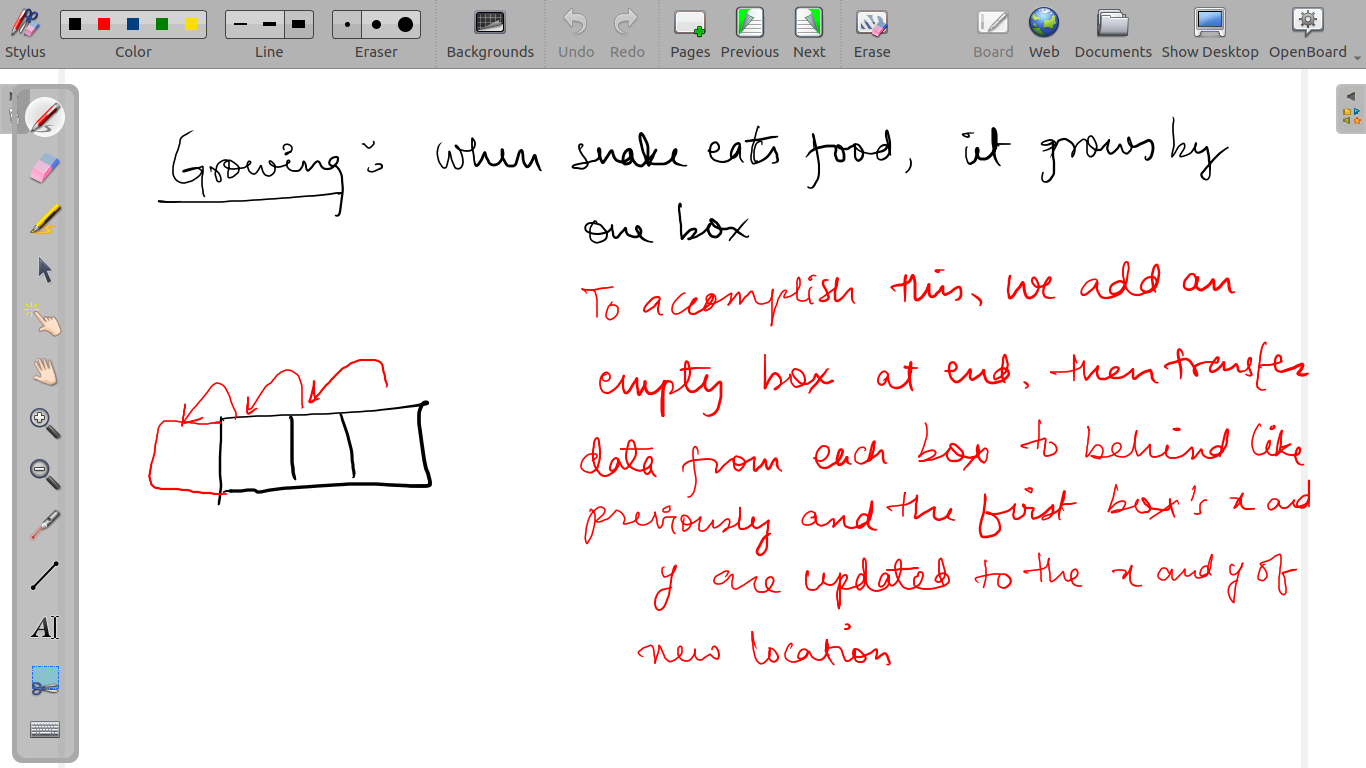 Stylus Color Line Eraser Backgrounds Undo Redo Pages Previous Next Erase Board Web Documents Show Desktop OpenBoard
Growing: when snake eats food, it grows by
one box
To accomplish this, we add an
empty box at end. then transfer
data from each box to behind like
previously and the first box's x and
y are updated to the x and y of
new location